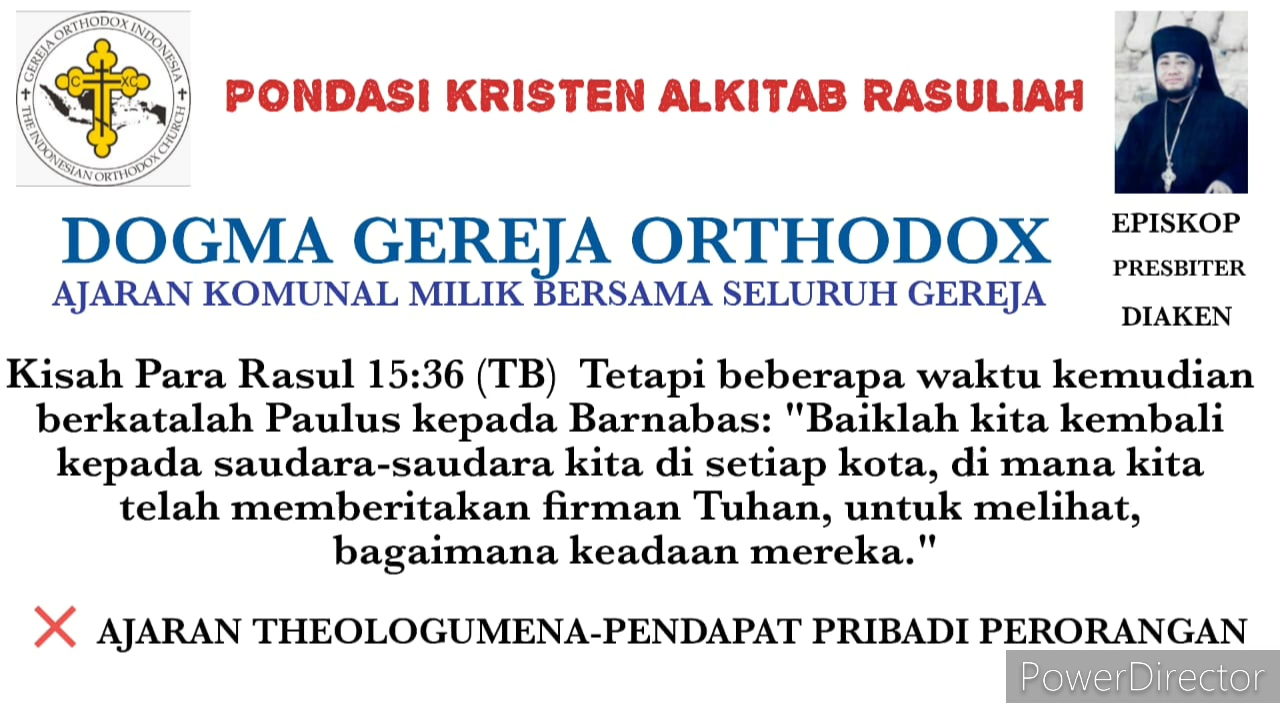 GEREJA ORTHODOX INDONESIA
THE INDONESIAN ORTHODOX CHURCH
IC XC
PONDASI KRISTEN ALKITAB RASULIAH
DOGMA GEREJA ORTHODOX
AJARAN KOMUNAL MILIK BERSAMA SELURUH GEREJA
EPISKOP
PRESBITER
DIAKEN
Kisah Para Rasul 15:36 (TB) Tetapi beberapa waktu kemudian
berkatalah Paulus kepada Barnabas: "Baiklah kita kembali
kepada saudara-saudara kita di setiap kota, di mana kita
telah memberitakan firman Tuhan, untuk melihat,
bagaimana keadaan mereka."
❌ AJARAN THEOLOGUMENA-PENDAPAT PRIBADI PERORANGAN
PowerDirector